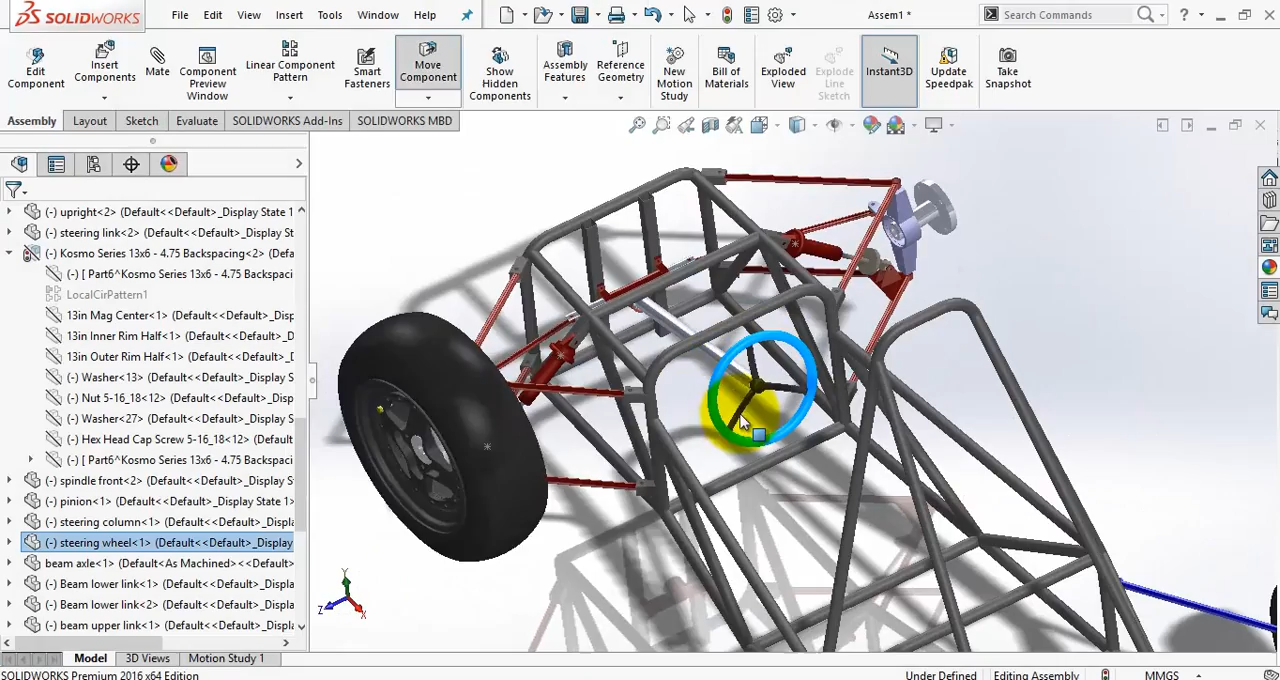 SOLIDWORKS File Edit View Insert Tools Window Help Assem1 * Search Commands ?
Edit Component
Insert Components
Mate
Component Preview Window
Linear Component Pattern
Smart Fasteners
Move Component
Show Hidden Components
Assembly Features
Reference Geometry
New Motion Study
Bill of Materials
Exploded View
Explode Line Sketch
Instant3D
Update Speedpak
Take Snapshot
Assembly Layout Sketch Evaluate SOLIDWORKS Add-Ins SOLIDWORKS MBD
(-) upright<2> (Default<<Default>_Display State 1
(-) steering link<2> (Default<<Default>_Display St
(-) Kosmo Series 13x6 - 4.75 Backspacing<2> (Def
(-) [ Part6^Kosmo Series 13x6 - 4.75 Backspaci
LocalCirPattern1
13in Mag Center<1> (Default<<Default>_Disp
13in Inner Rim Half<1> (Default<<Default>_D
13in Outer Rim Half<1> (Default<<Default>_D
(-) Washer<13> (Default<<Default>_Display S
(-) Nut 5-16_18<12> (Default<<Default>_Disp
(-) Washer<27> (Default<<Default>_Display S
(-) Hex Head Cap Screw 5-16_18<12> (Default
(-) [ Part6^Kosmo Series 13x6 - 4.75 Backspaci
(-) spindle front<2> (Default<<Default>_Display
(-) pinion<1> (Default<<Default>_Display State 1)
(-) steering column<1> (Default<<Default>_Displa
(-) steering wheel<1> (Default<<Default>_Display
beam axle<1> (Default<As Machined><<Default>
(-) Beam lower link<1> (Default<<Default>_Displ
(-) Beam lower link<2> (Default<<Default>_Displ
(-) beam upper link<1> (Default<<Default>_Displ
Y
Z X
Model 3D Views Motion Study 1
SOLIDWORKS Premium 2016 x64 Edition Under Defined Editing Assembly MMGS